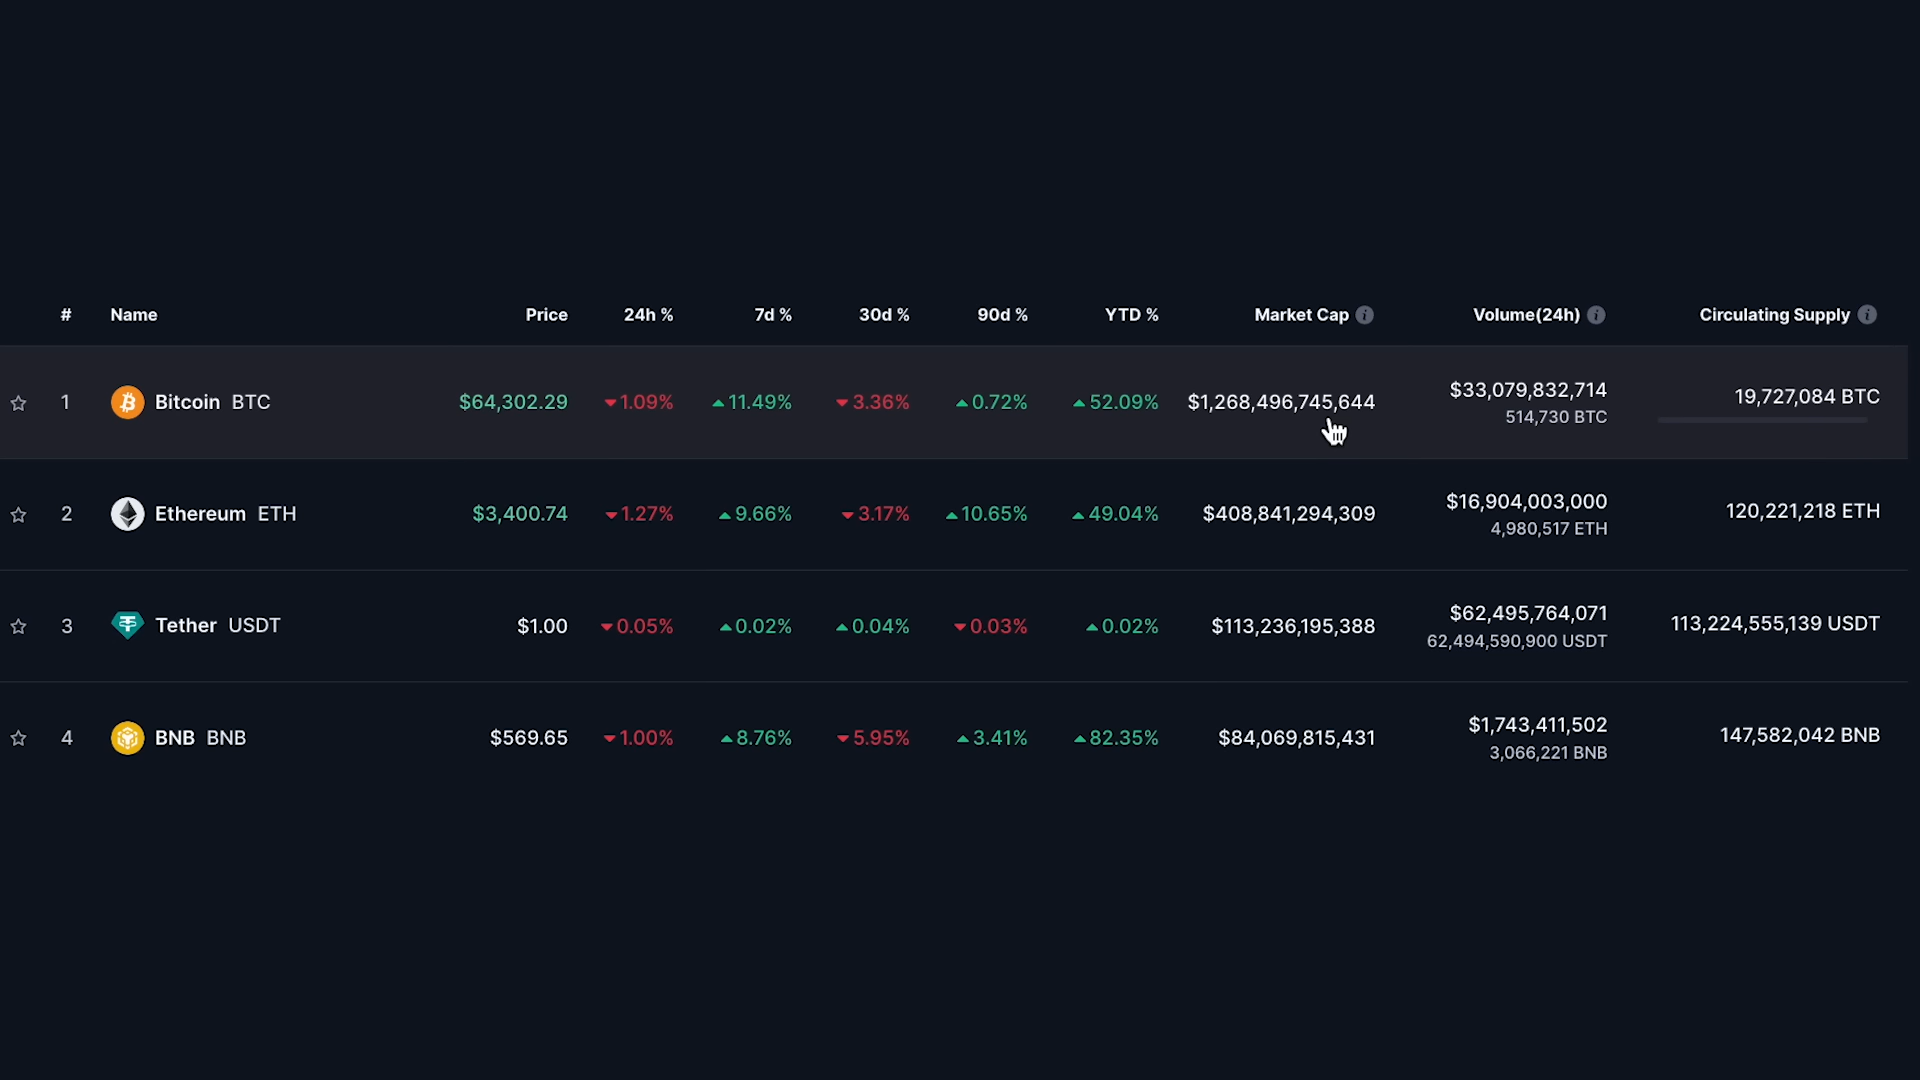 # Name Price 24h % 7d % 30d % 90d % YTD % Market Cap Volume(24h) Circulating Supply
1 Bitcoin BTC $64,302.29 1.09% 11.49% 3.36% 0.72% 52.09% $1,268,496,745,644 $33,079,832,714 19,727,084 BTC
514,730 BTC
2 Ethereum ETH $3,400.74 1.27% 9.66% 3.17% 10.65% 49.04% $408,841,294,309 $16,904,003,000 120,221,218 ETH
4,980,517 ETH
3 Tether USDT $1.00 0.05% 0.02% 0.04% 0.03% 0.02% $113,236,195,388 $62,495,764,071 113,224,555,139 USDT
62,494,590,900 USDT
4 BNB BNB $569.65 1.00% 8.76% 5.95% 3.41% 82.35% $84,069,815,431 $1,743,411,502 147,582,042 BNB
3,066,221 BNB